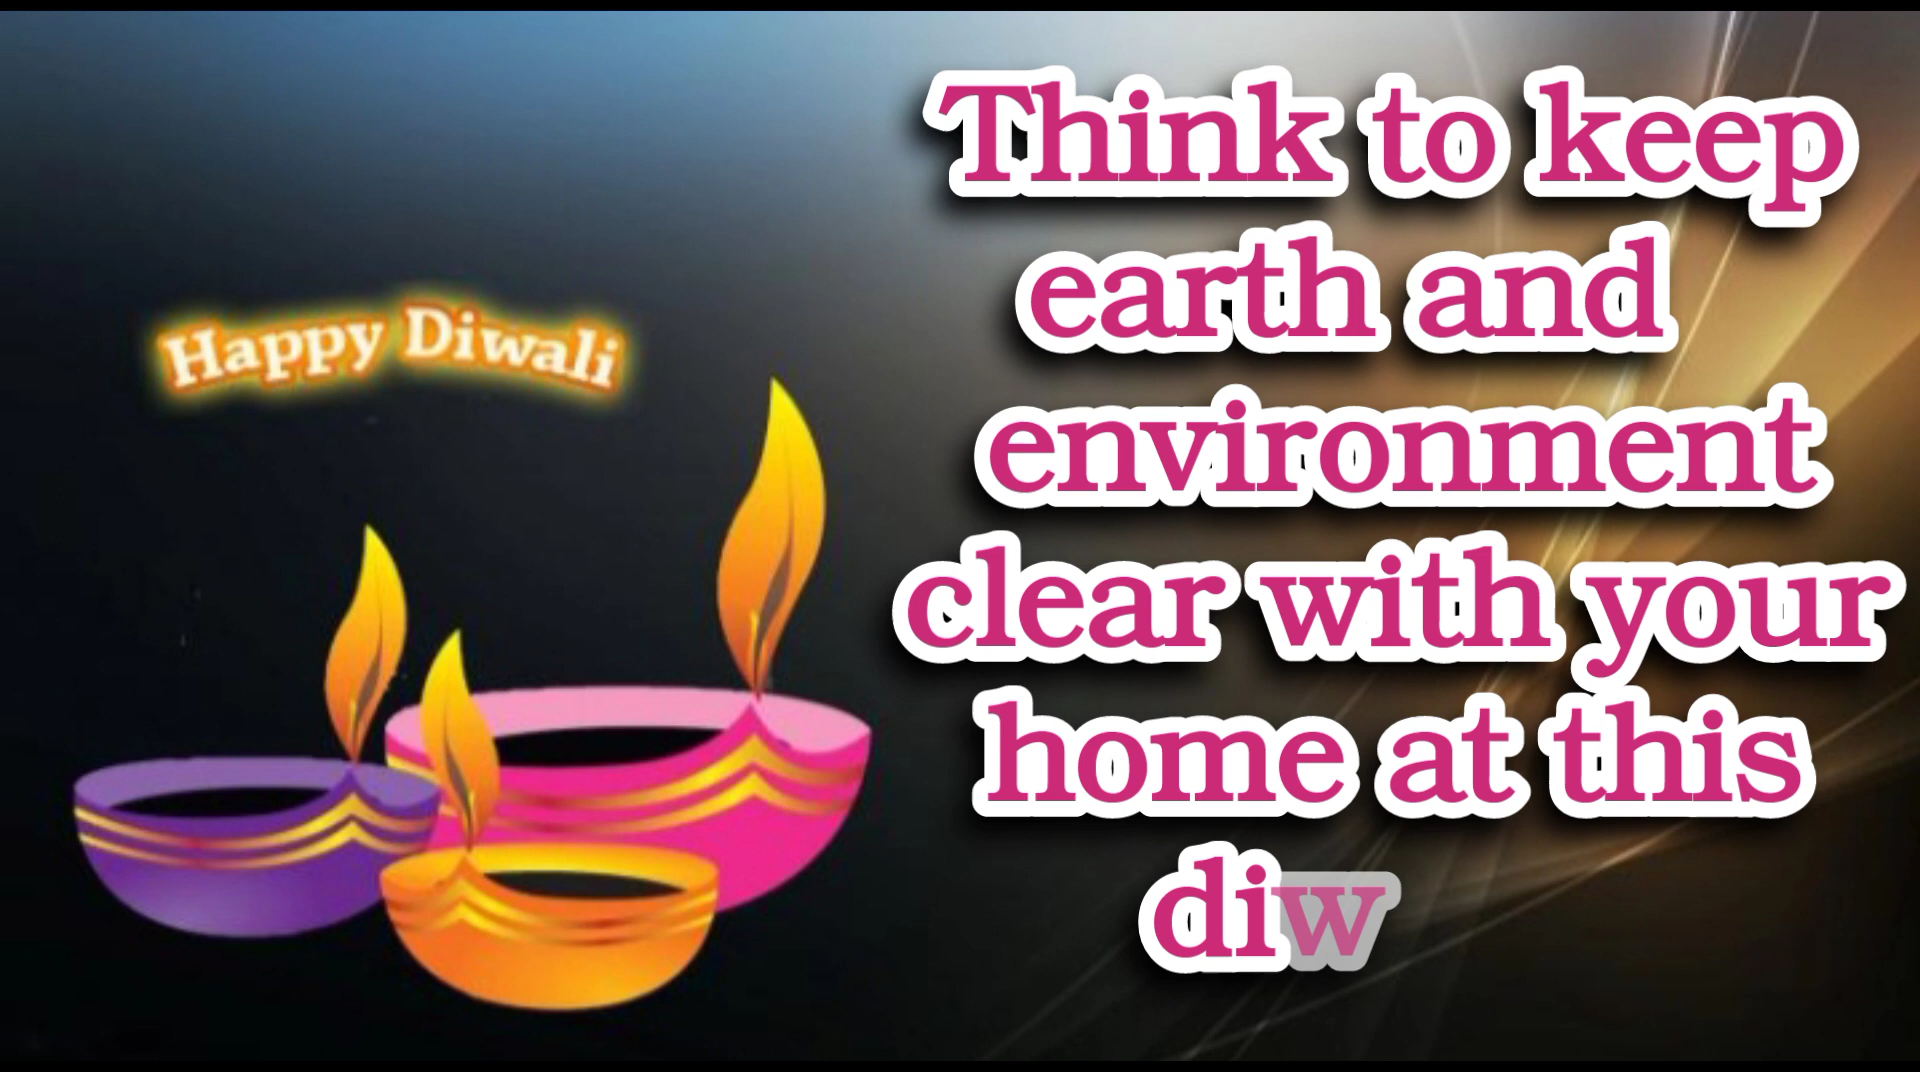 Happy Diwali
Think to keep
earth and
environment
clear with your
home at this
diw